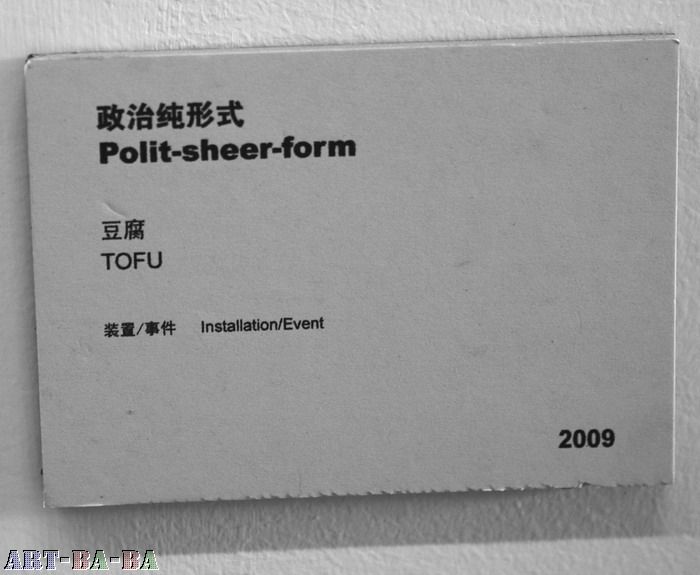 政治纯形式
Polit-sheer-form
豆腐
TOFU
装置/事件 Installation/Event
2009
ART-BA-BA